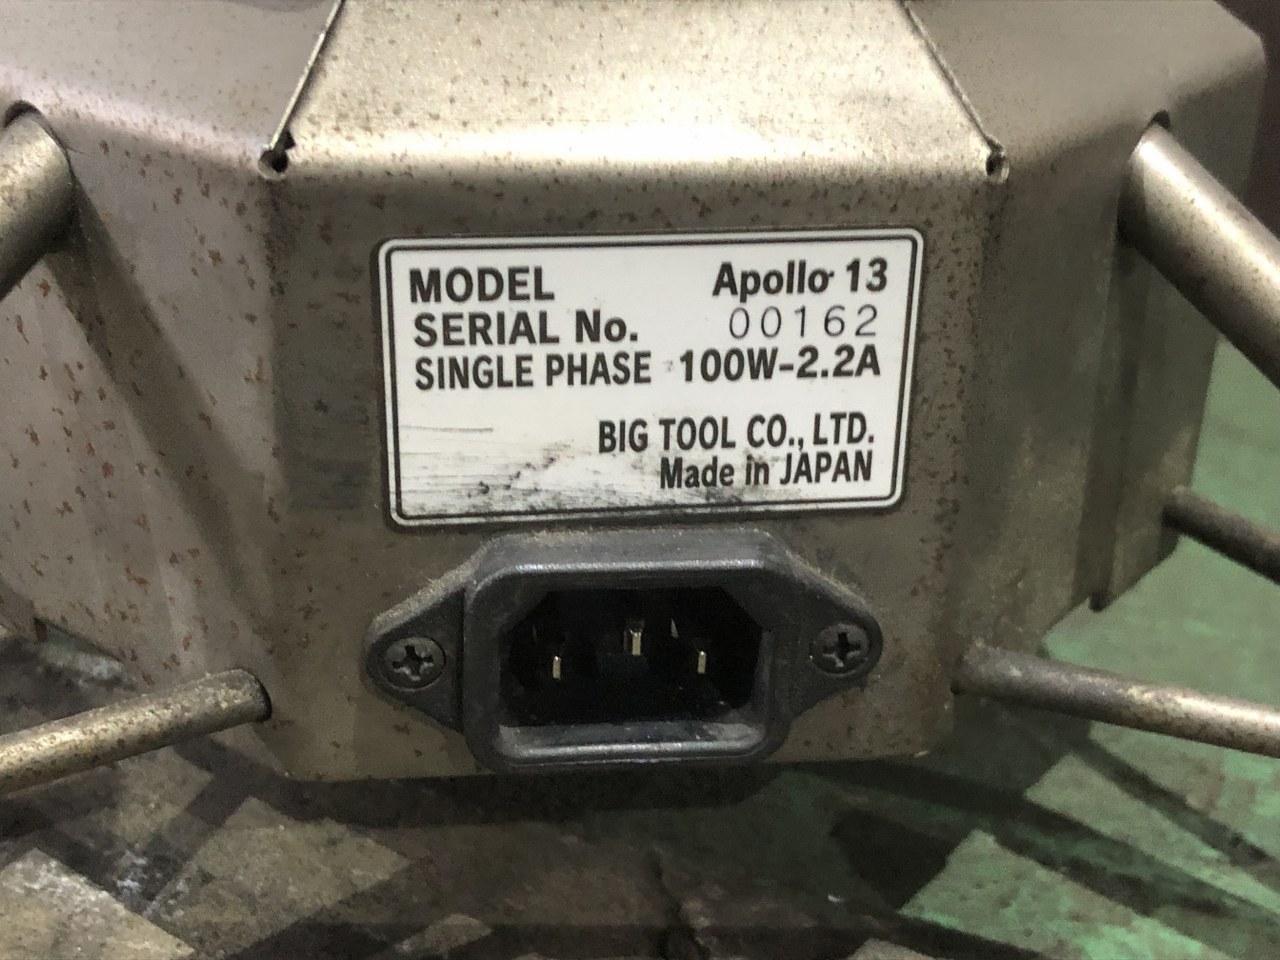 MODEL Apollo 13
SERIAL No. 00162
SINGLE PHASE 100W-2.2A
BIG TOOL CO., LTD.
Made in JAPAN